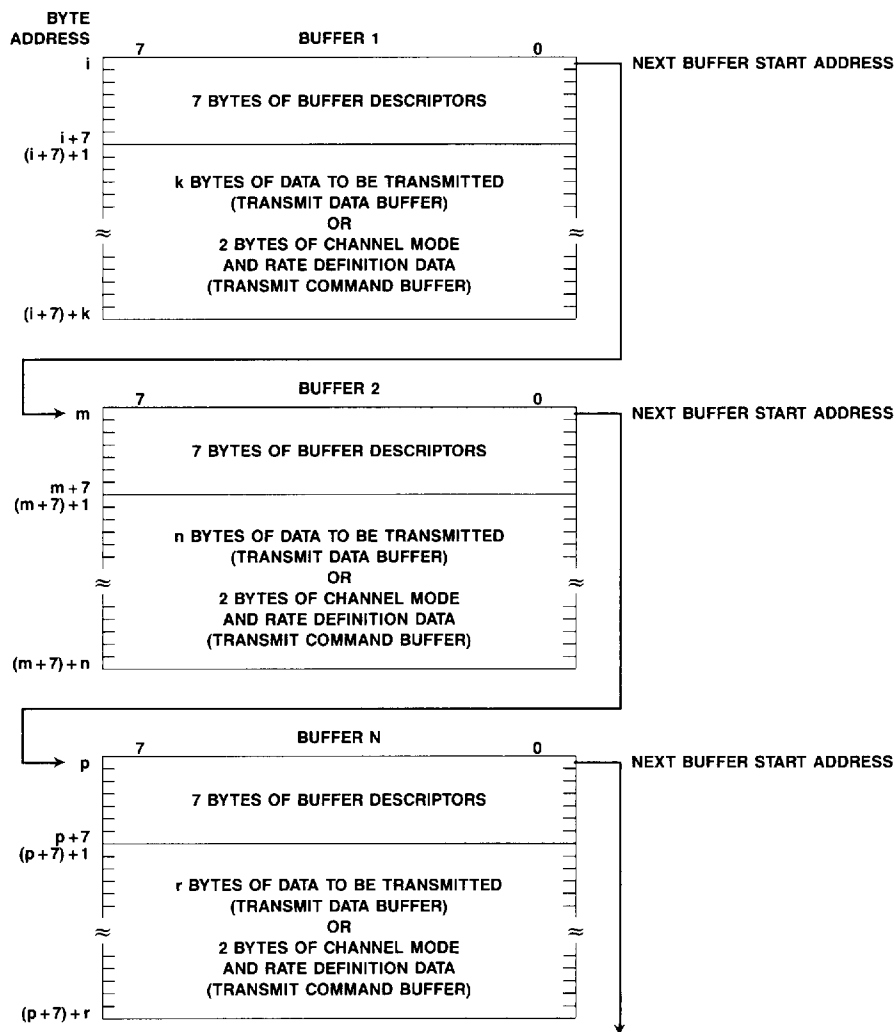 BYTE
ADDRESS
7 BUFFER 1 0
i
NEXT BUFFER START ADDRESS
7 BYTES OF BUFFER DESCRIPTORS
i+7
(i+7)+1
k BYTES OF DATA TO BE TRANSMITTED
(TRANSMIT DATA BUFFER)
OR
2 BYTES OF CHANNEL MODE
AND RATE DEFINITION DATA
(TRANSMIT COMMAND BUFFER)
(i+7)+k
7 BUFFER 2 0
m
NEXT BUFFER START ADDRESS
7 BYTES OF BUFFER DESCRIPTORS
m+7
(m+7)+1
n BYTES OF DATA TO BE TRANSMITTED
(TRANSMIT DATA BUFFER)
OR
2 BYTES OF CHANNEL MODE
AND RATE DEFINITION DATA
(TRANSMIT COMMAND BUFFER)
(m+7)+n
7 BUFFER N 0
p
NEXT BUFFER START ADDRESS
7 BYTES OF BUFFER DESCRIPTORS
p+7
(p+7)+1
r BYTES OF DATA TO BE TRANSMITTED
(TRANSMIT DATA BUFFER)
OR
2 BYTES OF CHANNEL MODE
AND RATE DEFINITION DATA
(TRANSMIT COMMAND BUFFER)
(p+7)+r